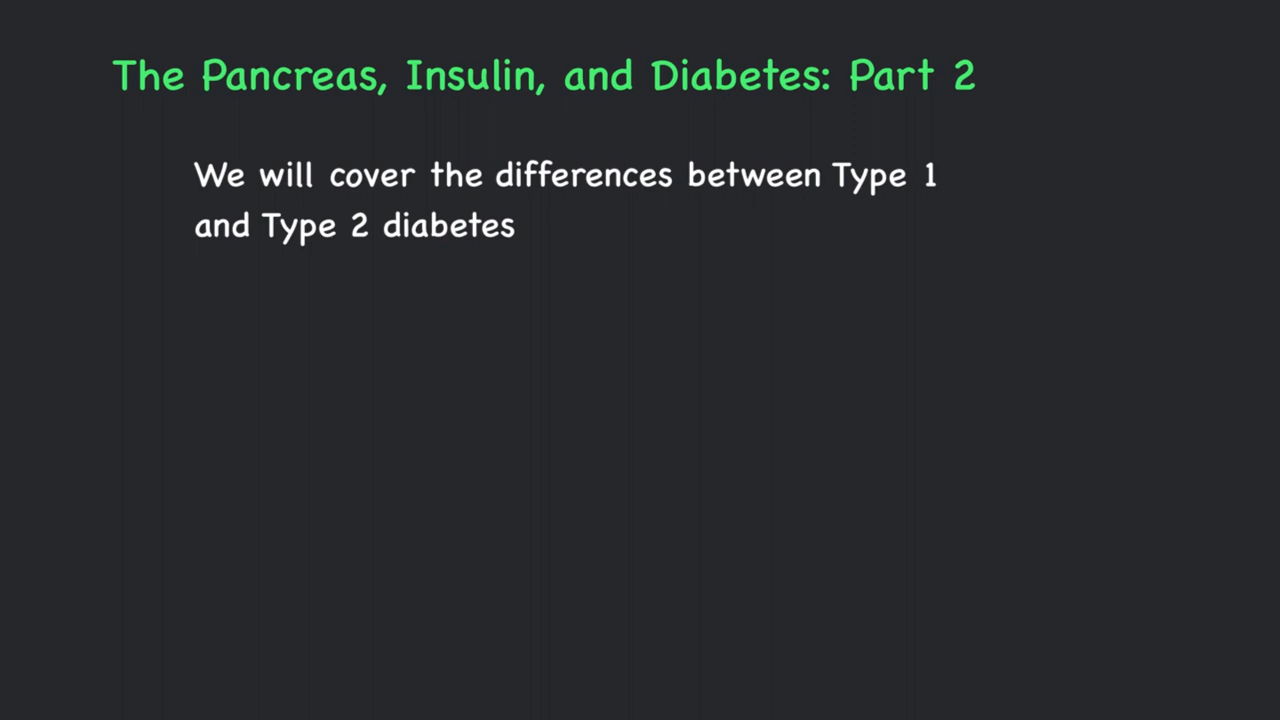 The Pancreas, Insulin, and Diabetes: Part 2
We will cover the differences between Type 1
and Type 2 diabetes